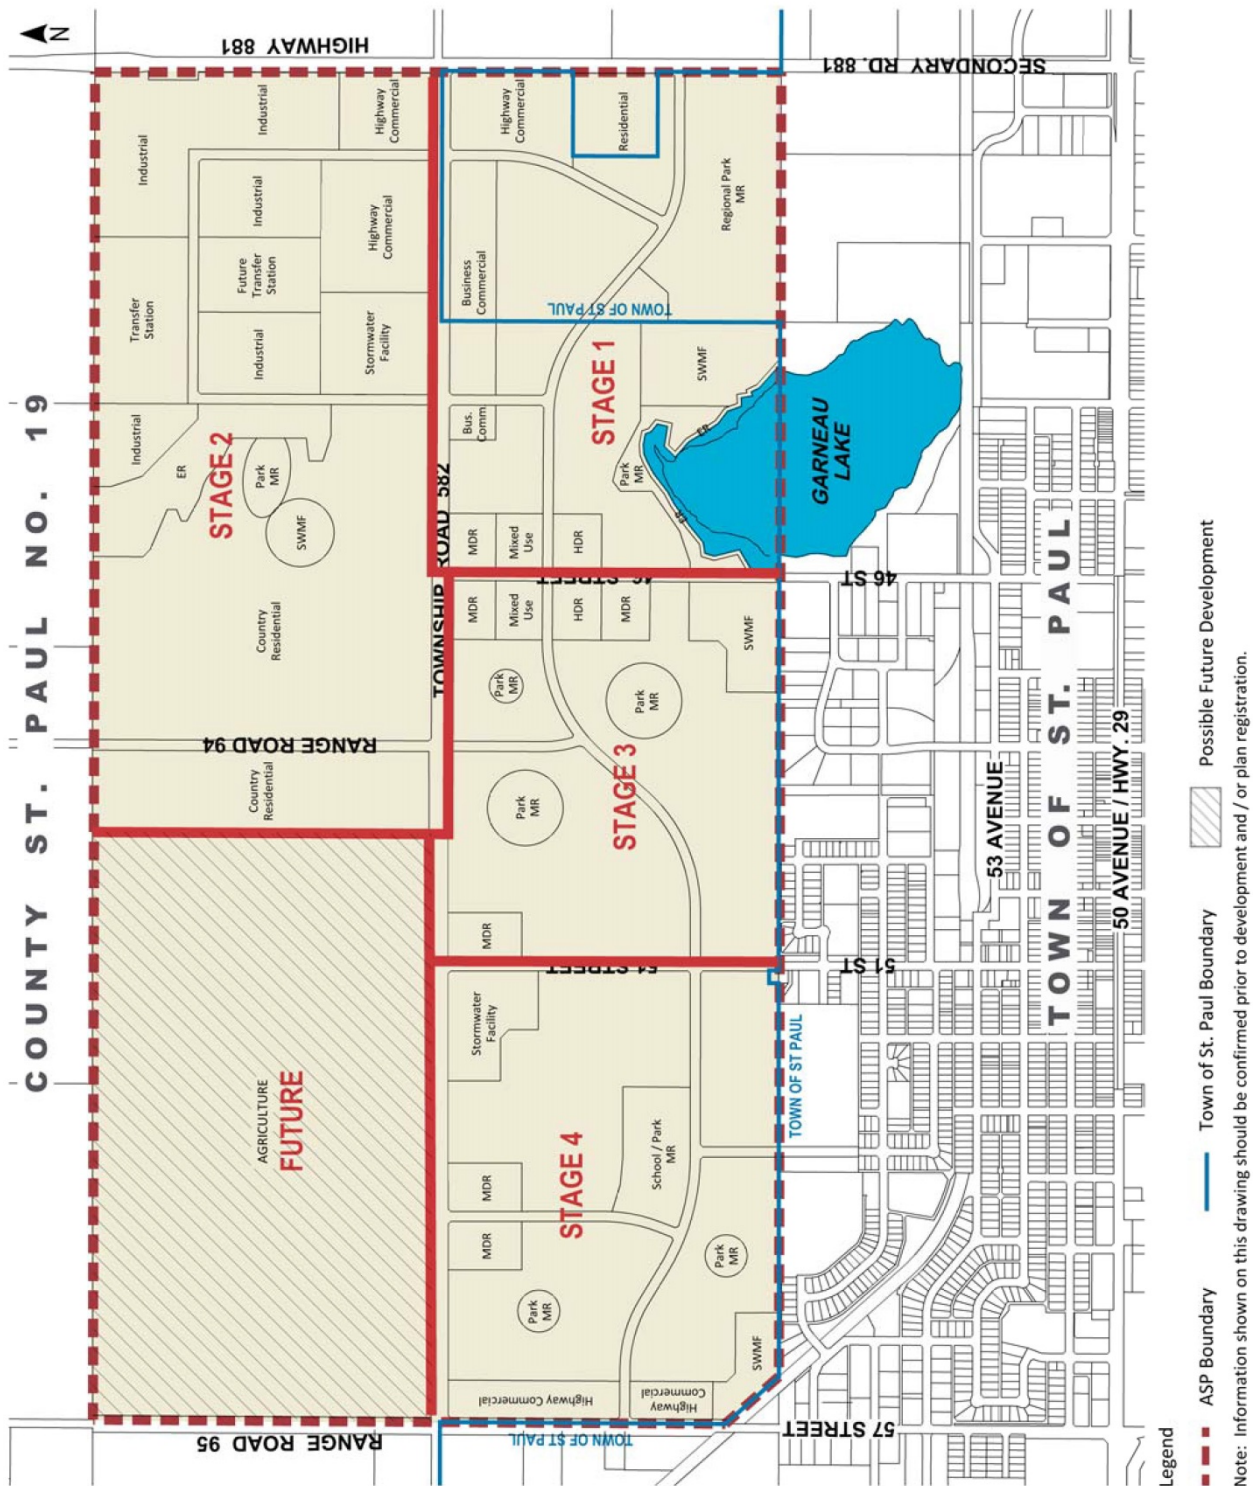 N
COUNTY ST. PAUL NO. 19
RANGE ROAD 95
RANGE ROAD 94
HIGHWAY 881
AGRICULTURE
FUTURE
Country
Residential
Country
Residential
STAGE 2
ER
Industrial
Park
MR
SWMF
Transfer
Station
Industrial
Industrial
Future
Transfer
Station
Industrial
Industrial
Stormwater
Facility
Highway
Commercial
Highway
Commercial
TOWNSHIP ROAD 582
TOWN OF ST PAUL
Highway Commercial
Highway
Commercial
Park
MR
MDR
MDR
STAGE 4
School / Park
MR
Park
MR
SWMF
Stormwater
Facility
51 STREET
MDR
Park
MR
STAGE 3
Park
MR
Park
MR
MDR
Mixed
Use
HDR
MDR
SWMF
46 STREET
MDR
Mixed
Use
HDR
Bus.
Comm.
STAGE 1
Park
MR
ER
ER
SWMF
Business
Commercial
TOWN OF ST PAUL
Highway
Commercial
Residential
Regional Park
MR
SECONDARY RD. 881
GARNEAU
LAKE
TOWN OF ST PAUL
57 STREET
51 ST
46 ST
53 AVENUE
TOWN OF ST. PAUL
50 AVENUE / HWY. 29
Legend
ASP Boundary
Town of St. Paul Boundary
Possible Future Development
Note: Information shown on this drawing should be confirmed prior to development and / or plan registration.